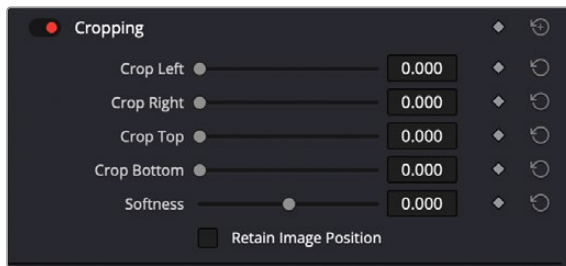 Cropping
Crop Left 0.000
Crop Right 0.000
Crop Top 0.000
Crop Bottom 0.000
Softness 0.000
Retain Image Position